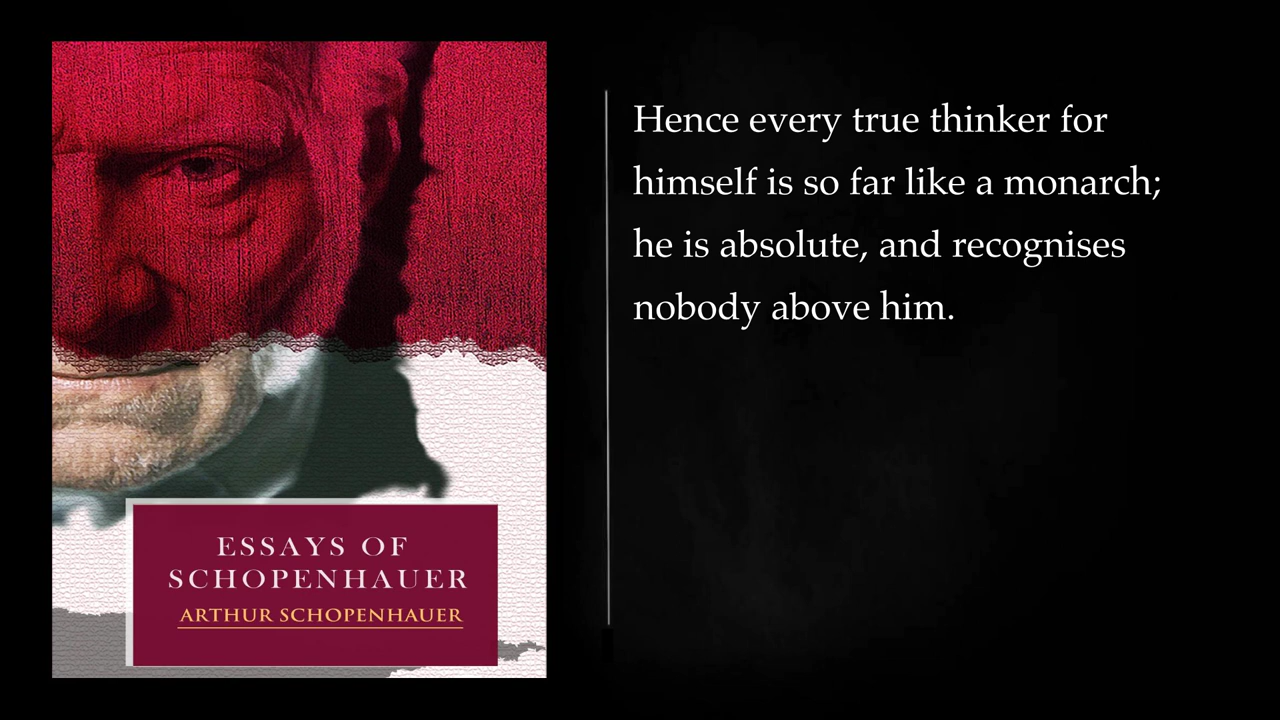 ESSAYS OF
SCHOPENHAUER
ARTHUR SCHOPENHAUER
Hence every true thinker for
himself is so far like a monarch;
he is absolute, and recognises
nobody above him.